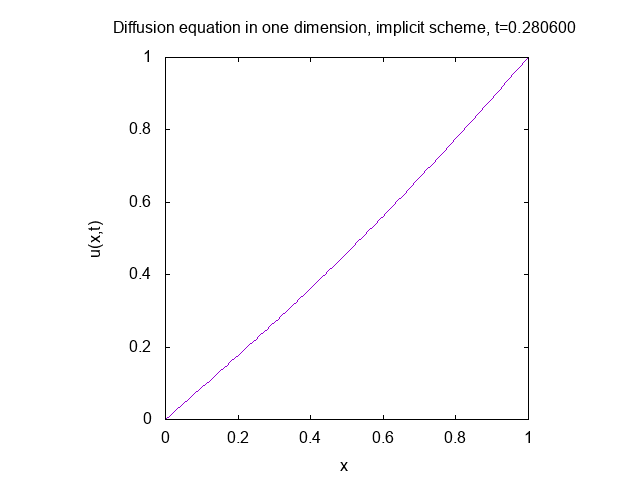 Diffusion equation in one dimension, implicit scheme, t=0.280600
1
0.8
0.6
0.4
0.2
0
u(x,t)
0 0.2 0.4 0.6 0.8 1
x